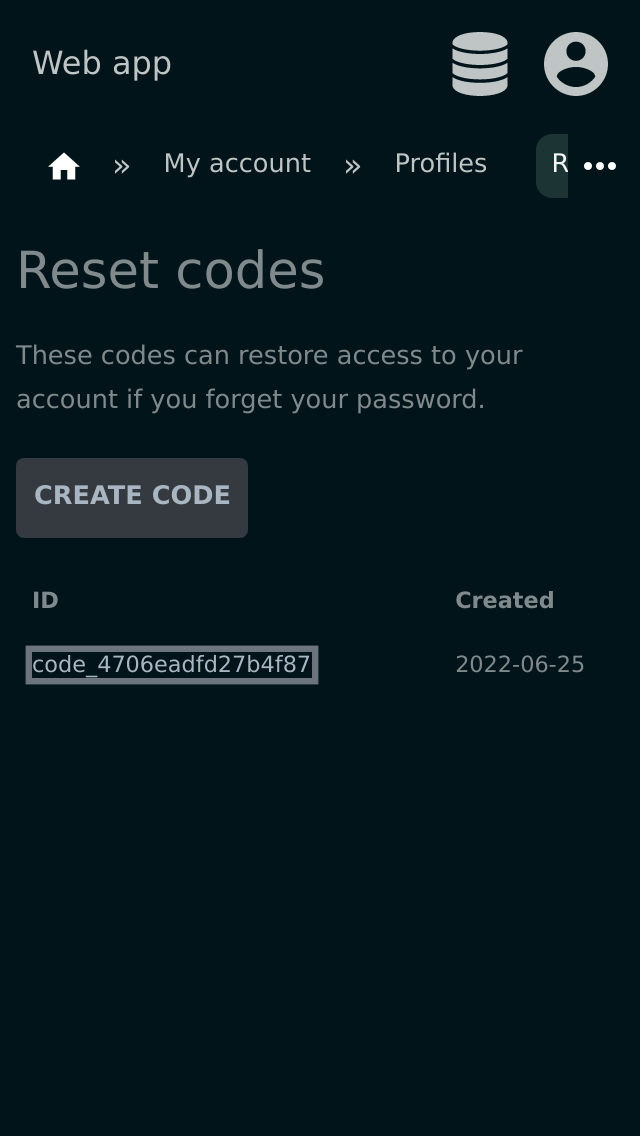 Web app
» My account » Profiles R
Reset codes
These codes can restore access to your
account if you forget your password.
CREATE CODE
ID Created
code_4706eadfd27b4f87 2022-06-25